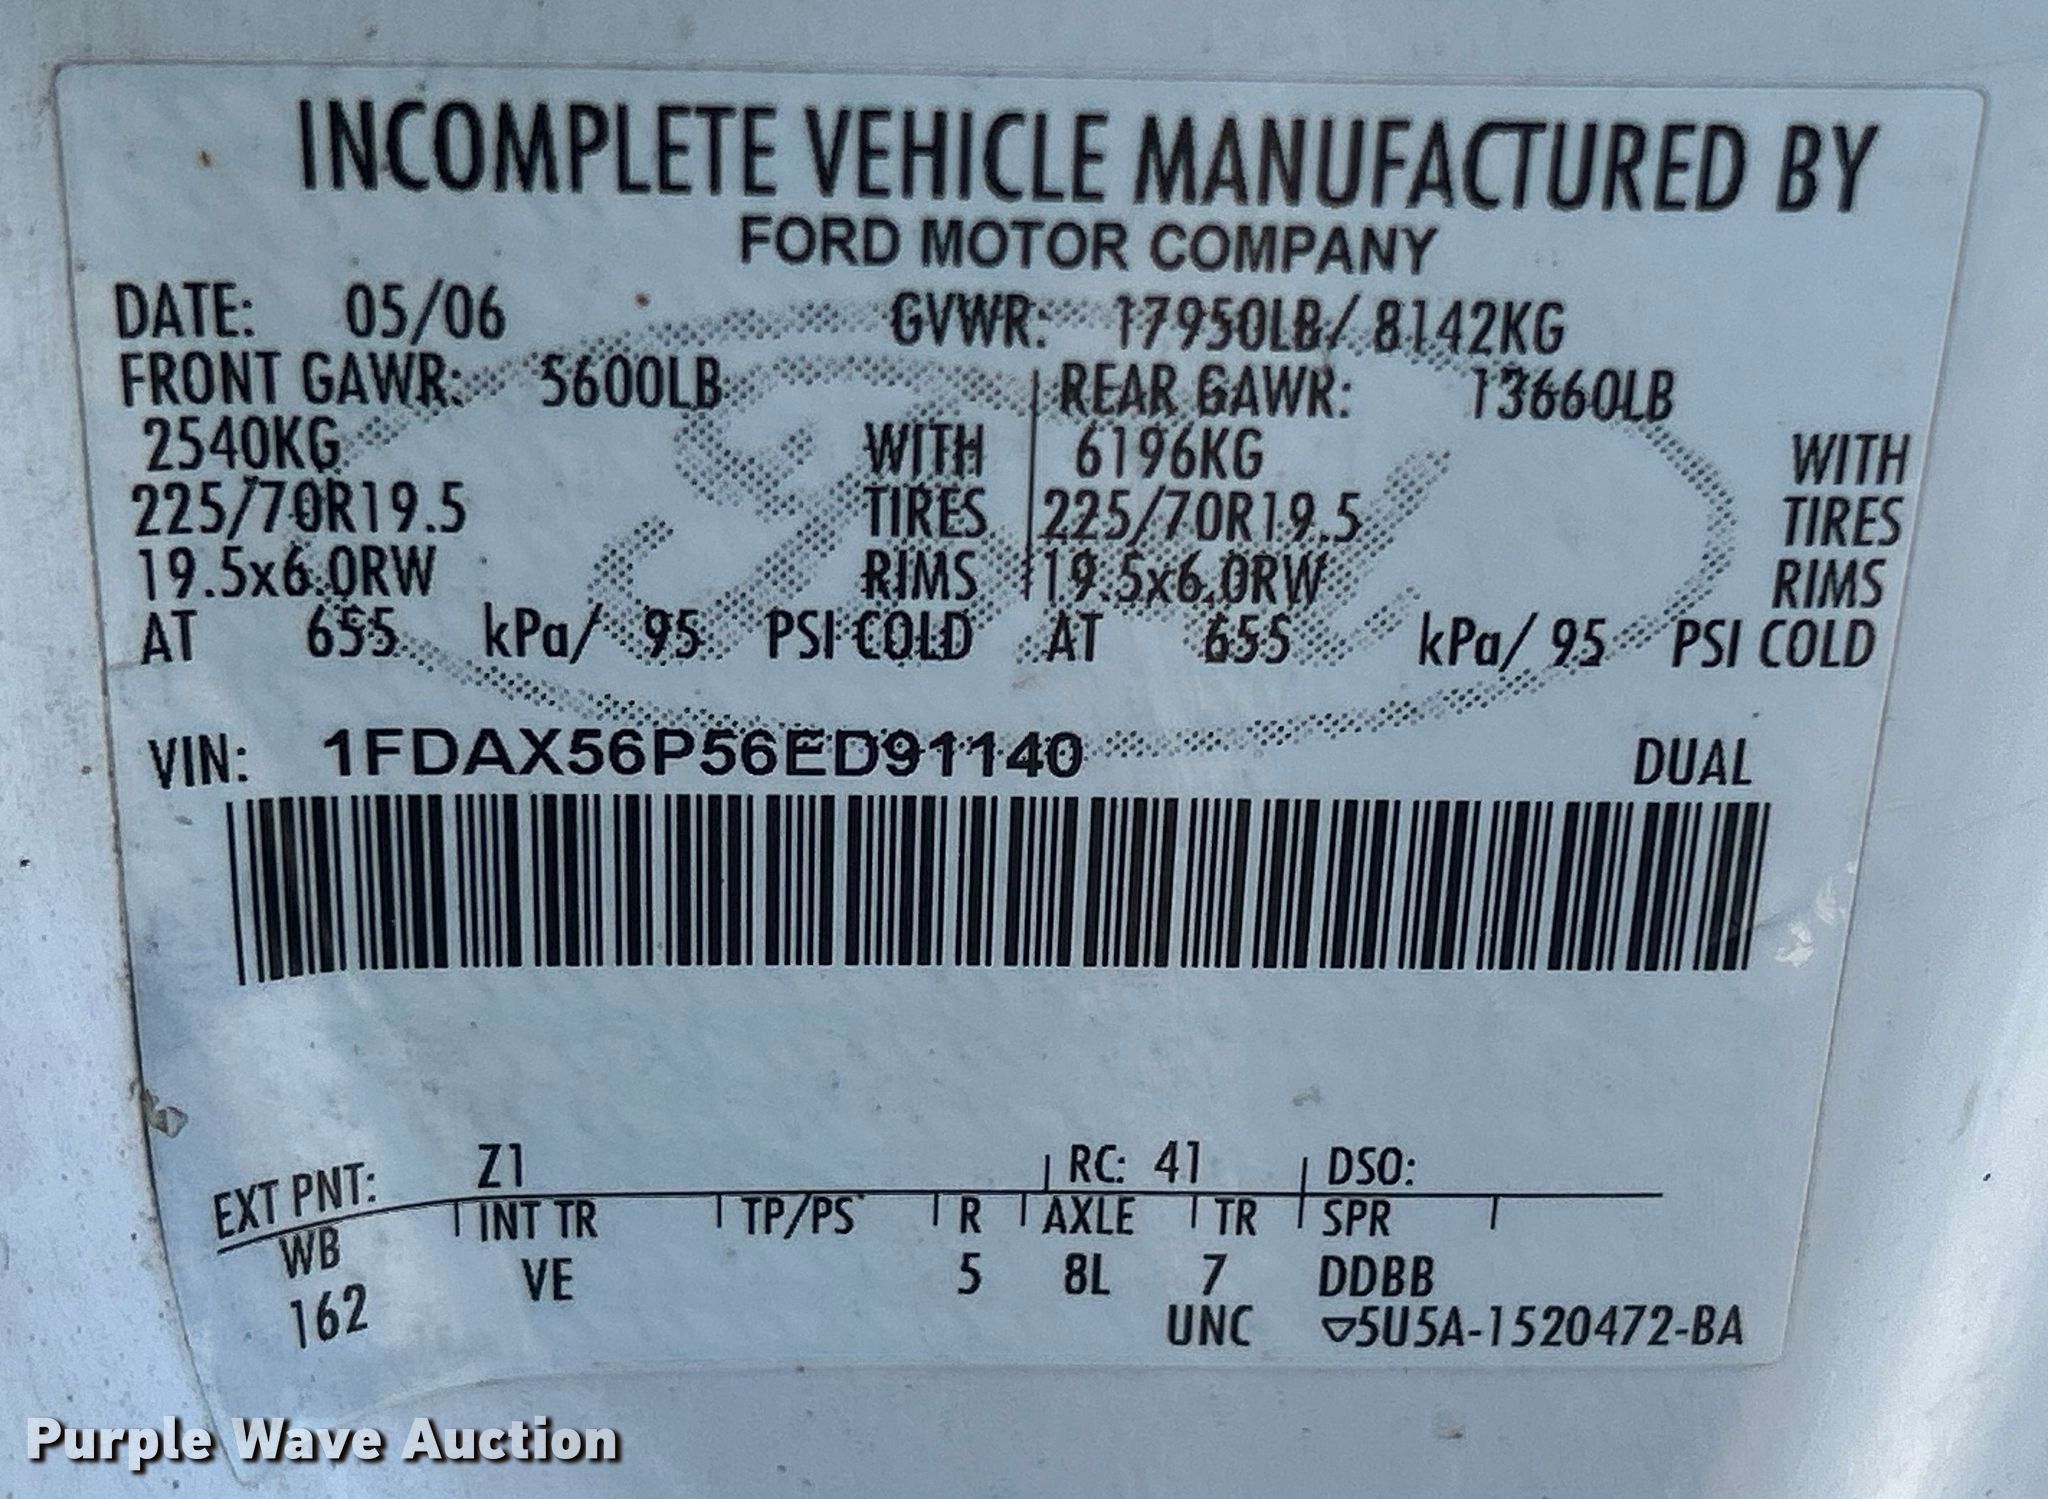 INCOMPLETE VEHICLE MANUFACTURED BY
FORD MOTOR COMPANY
DATE: 05/06 GVWR: 17950LB/ 8142KG
FRONT GAWR: 5600LB REAR GAWR: 13660LB
2540KG WITH 6196KG WITH
225/70R19.5 TIRES 225/70R19.5 TIRES
19.5x6.0RW RIMS 19.5x6.0RW RIMS
AT 655 kPa/ 95 PSI COLD AT 655 kPa/ 95 PSI COLD
VIN: 1FDAX56P56ED91140 DUAL
EXT PNT: Z1 RC: 41 DSO:
WB INT TR TP/PS R AXLE TR SPR
162 VE 5 8L 7 DDBB
UNC ▽5U5A-1520472-BA
Purple Wave Auction